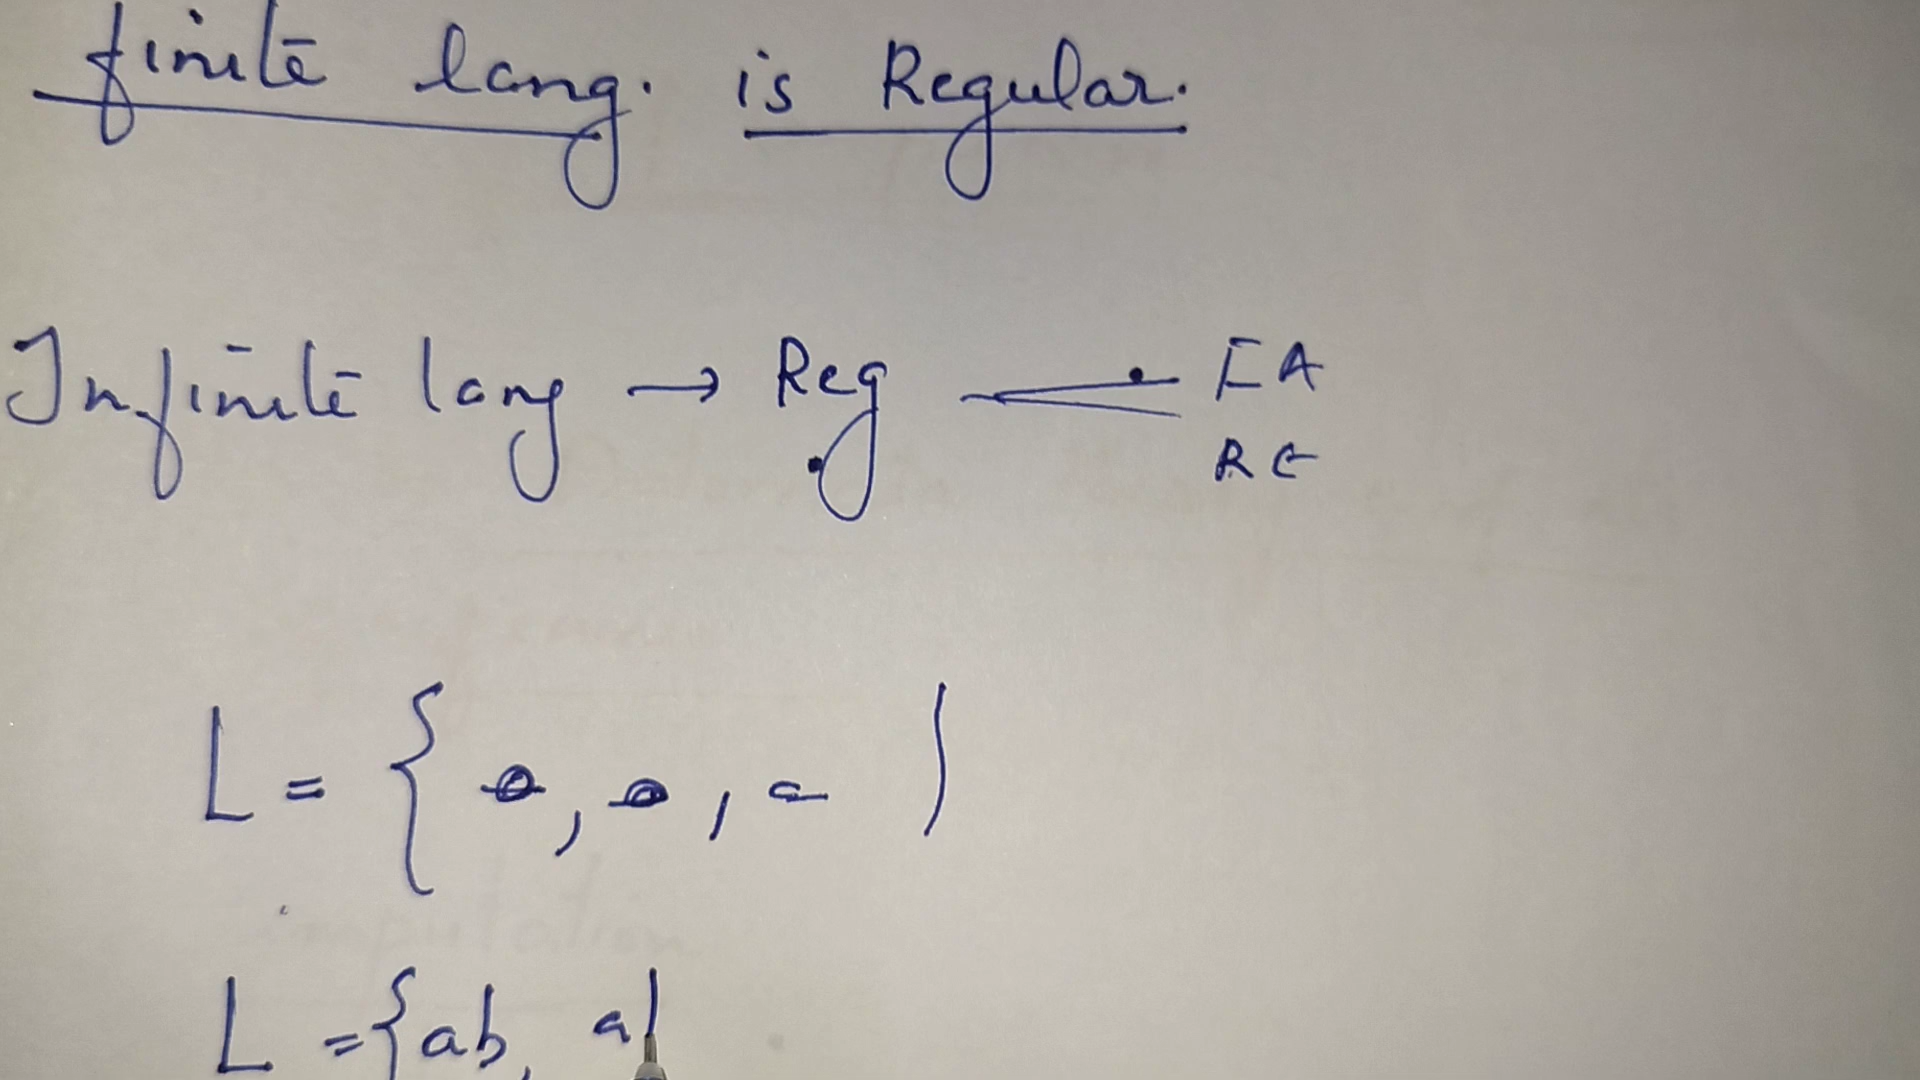 finite lang. is Regular.
Infinite lang → Reg FA
RE
L = { , , }
L = {ab, a